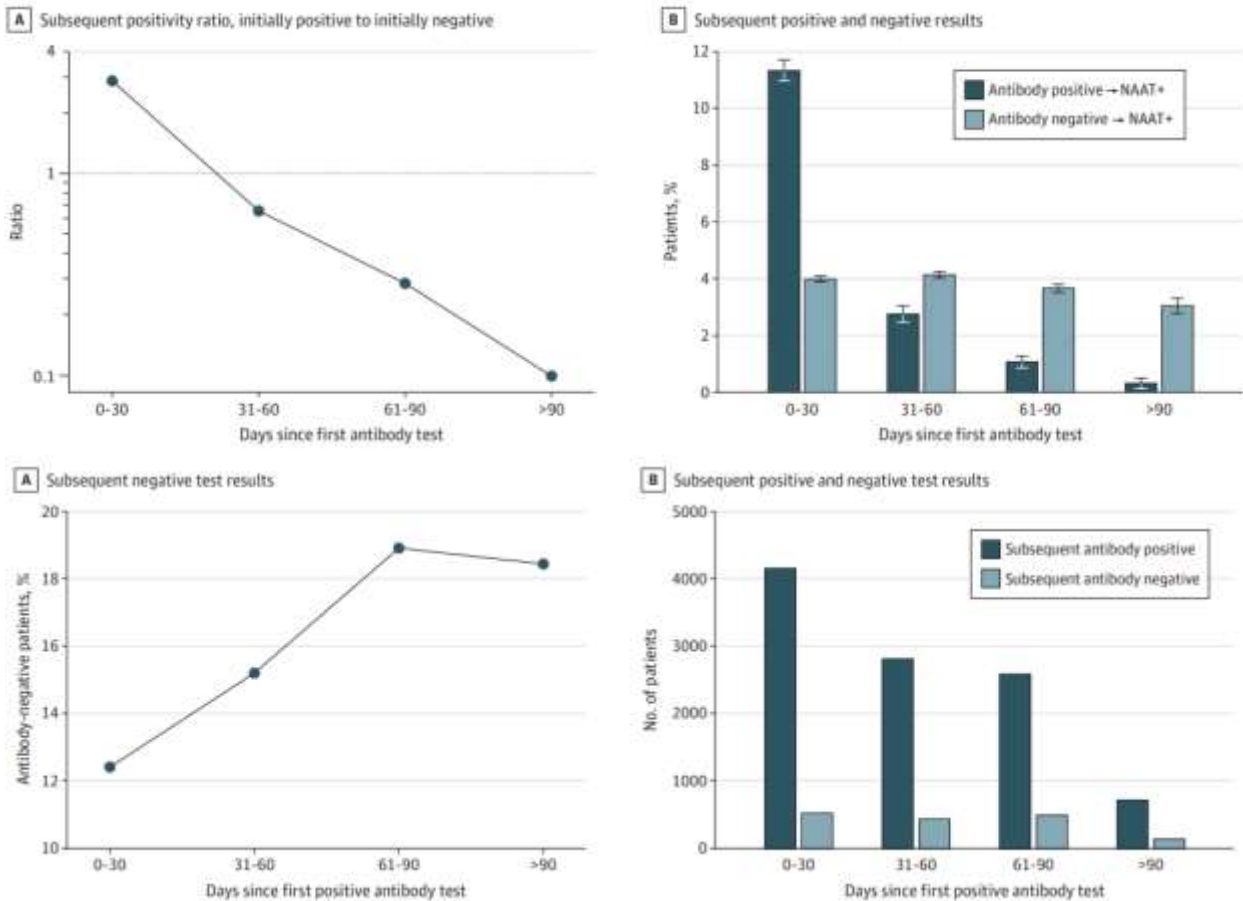 A Subsequent positivity ratio, initially positive to initially negative
4
1
0.1
Ratio
0-30 31-60 61-90 >90
Days since first antibody test
B Subsequent positive and negative results
12
10
8
6
4
2
0
Patients, %
Antibody positive → NAAT+
Antibody negative → NAAT+
0-30 31-60 61-90 >90
Days since first antibody test
A Subsequent negative test results
20
18
16
14
12
10
Antibody-negative patients, %
0-30 31-60 61-90 >90
Days since first positive antibody test
B Subsequent positive and negative test results
5000
4000
3000
2000
1000
0
No. of patients
Subsequent antibody positive
Subsequent antibody negative
0-30 31-60 61-90 >90
Days since first positive antibody test